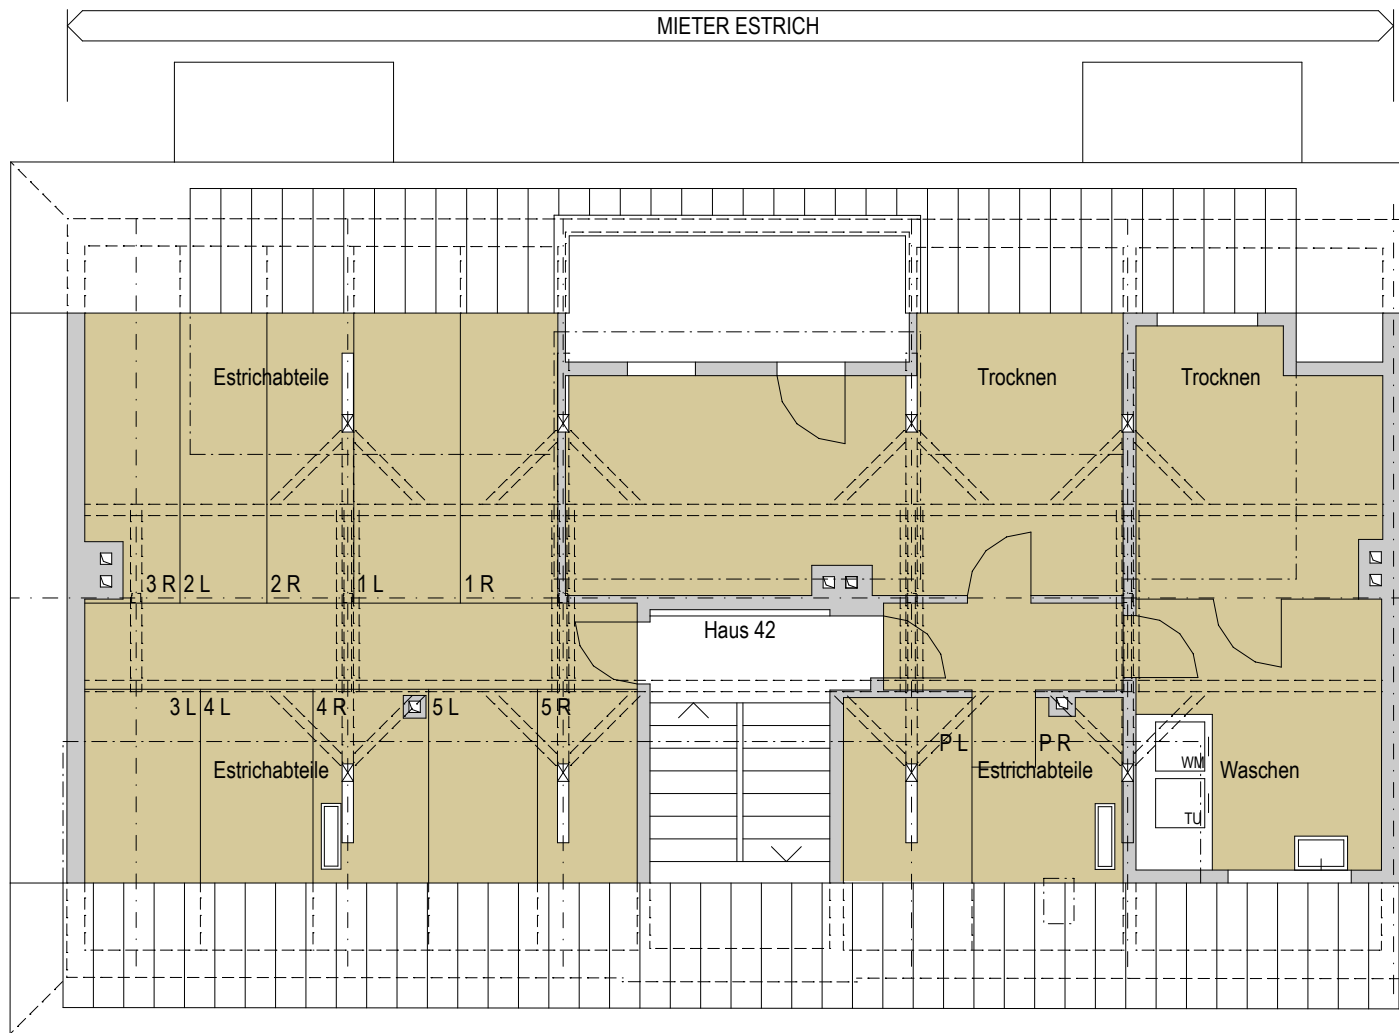 MIETER ESTRICH
Estrichabteile
Trocknen
Trocknen
3 R
2 L
2 R
1 L
1 R
Haus 42
3 L
4 L
4 R
5 L
5 R
P L
P R
Estrichabteile
Estrichabteile
WM
Waschen
TU